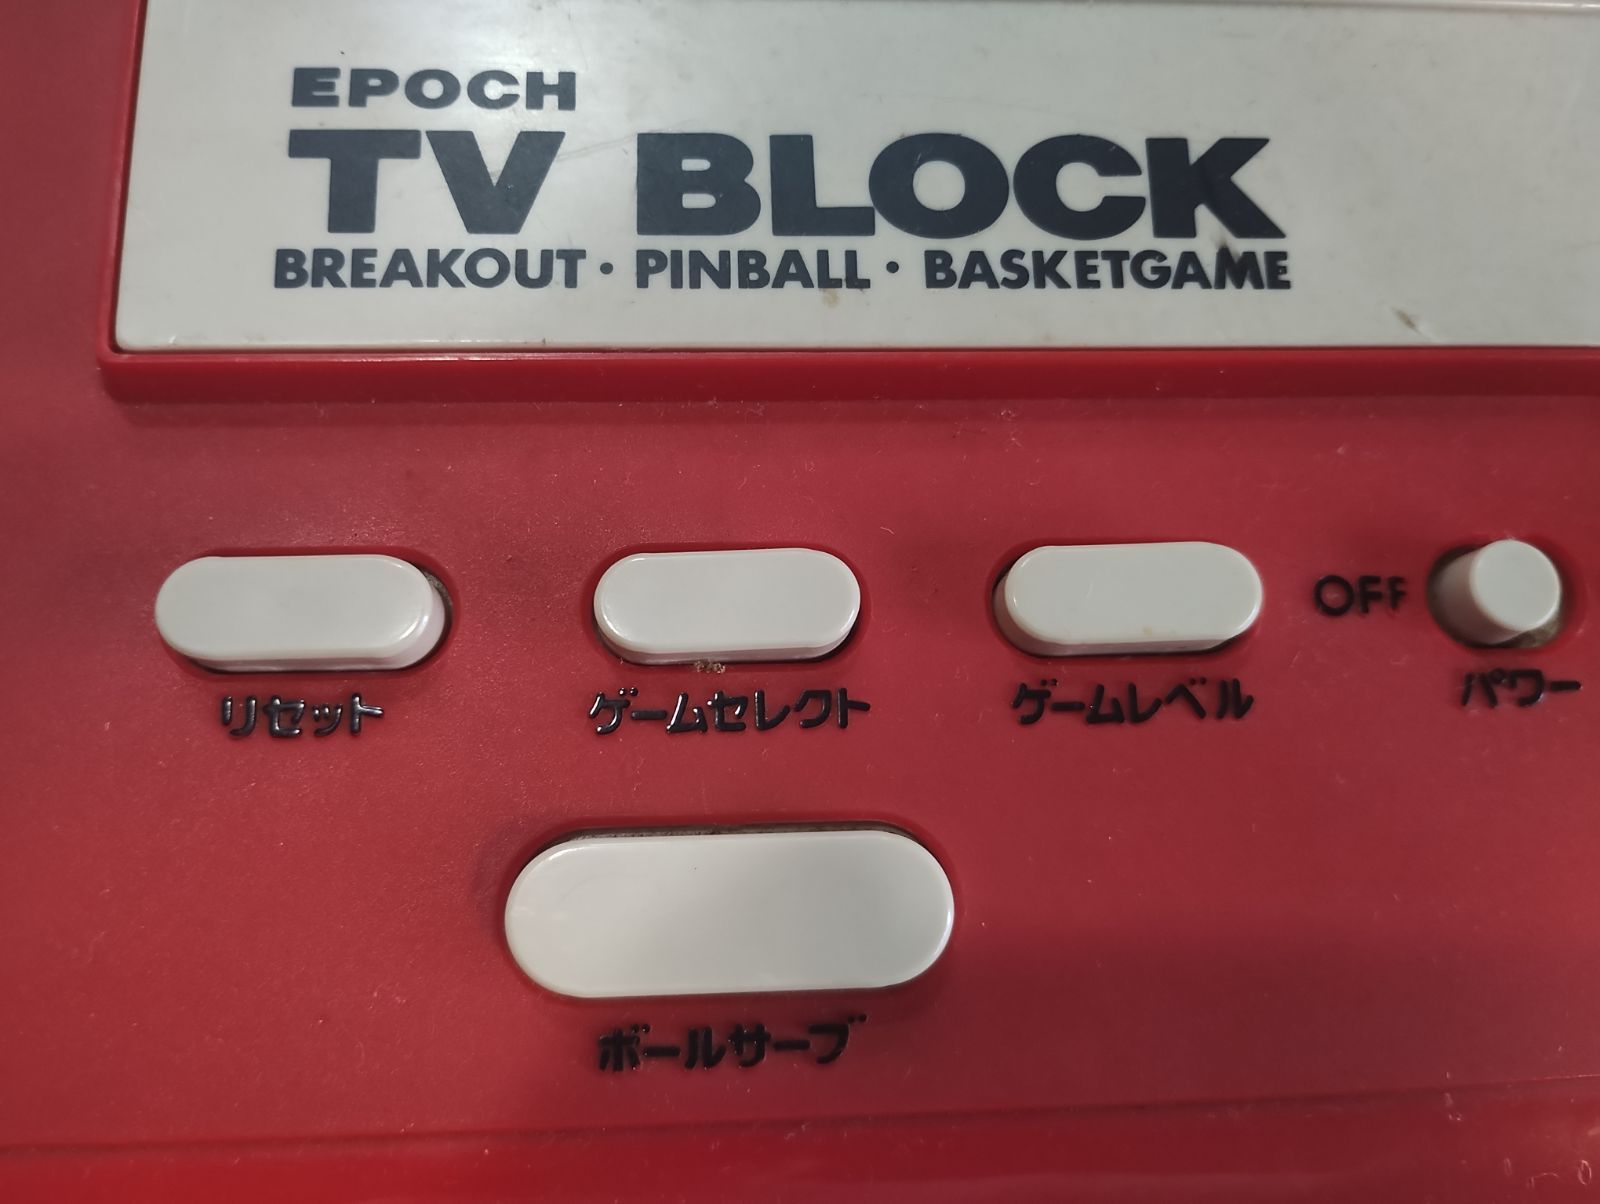 EPOCH
TV BLOCK
BREAKOUT・PINBALL・BASKETGAME
OFF
リセット
ゲームセレクト
ゲームレベル
パワー
ボールサーブ